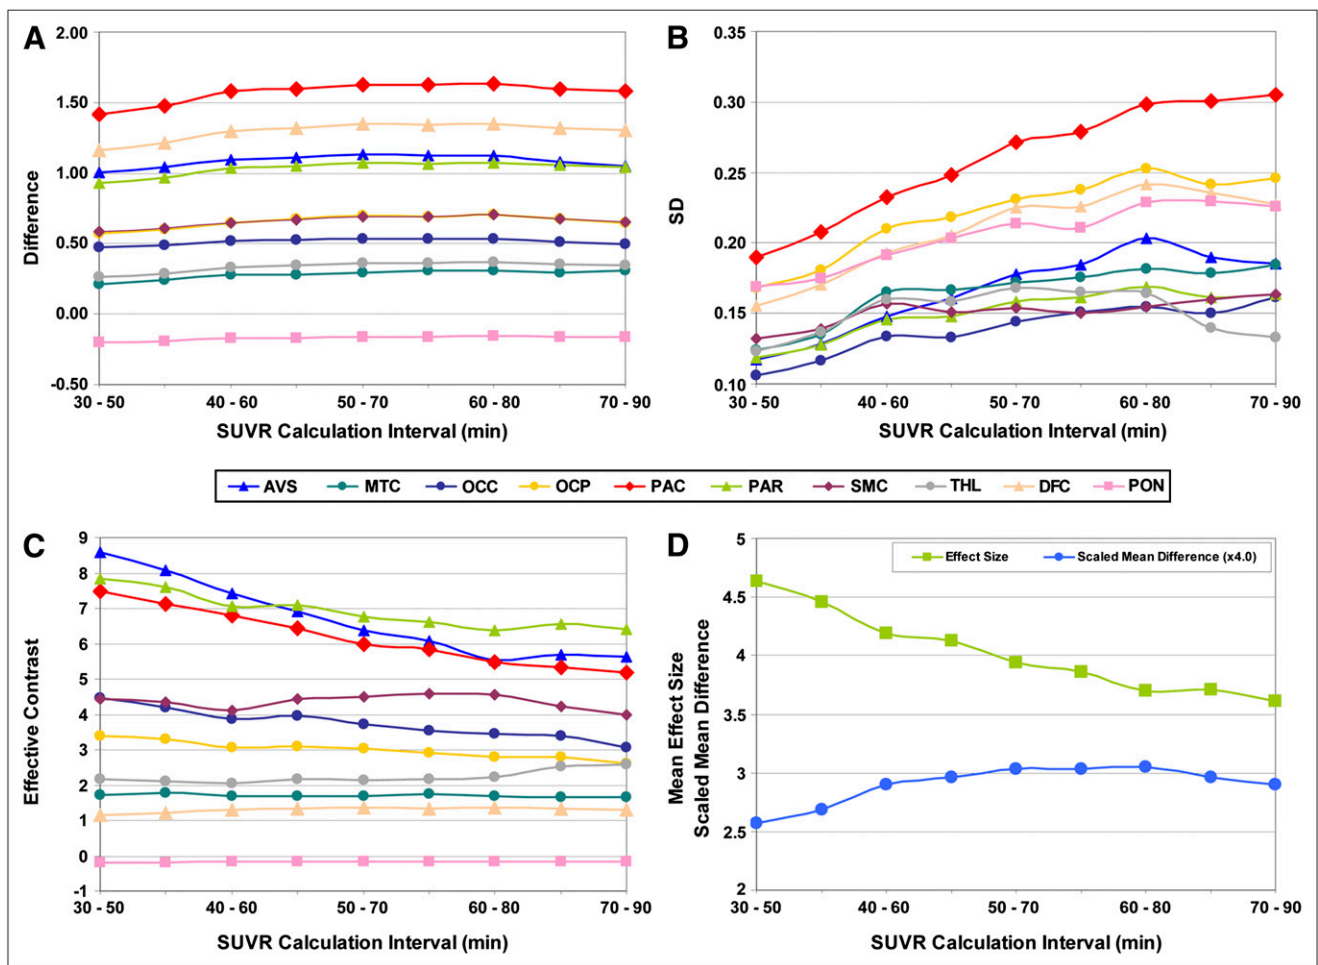 A
2.00
1.50
1.00
0.50
0.00
-0.50
Difference
30 - 50
40 - 60
50 - 70
60 - 80
70 - 90
SUVR Calculation Interval (min)
B
0.35
0.30
0.25
0.20
0.15
0.10
SD
30 - 50
40 - 60
50 - 70
60 - 80
70 - 90
SUVR Calculation Interval (min)
AVS
MTC
OCC
OCP
PAC
PAR
SMC
THL
DFC
PON
C
9
8
7
6
5
4
3
2
1
0
-1
Effective Contrast
30 - 50
40 - 60
50 - 70
60 - 80
70 - 90
SUVR Calculation Interval (min)
D
5
4.5
4
3.5
3
2.5
2
Mean Effect Size
Scaled Mean Difference
Effect Size
Scaled Mean Difference (x4.0)
30 - 50
40 - 60
50 - 70
60 - 80
70 - 90
SUVR Calculation Interval (min)